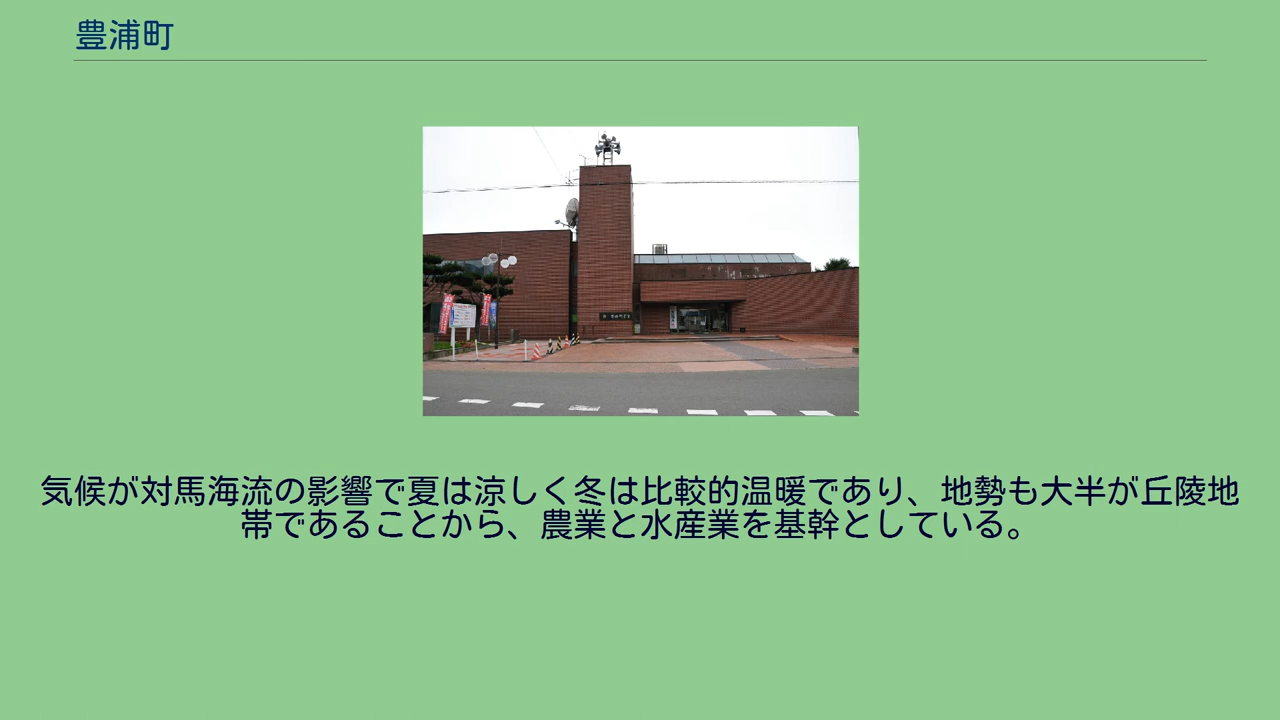 豊浦町
気候が対馬海流の影響で夏は涼しく冬は比較的温暖であり、地勢も大半が丘陵地
帯であることから、農業と水産業を基幹としている。